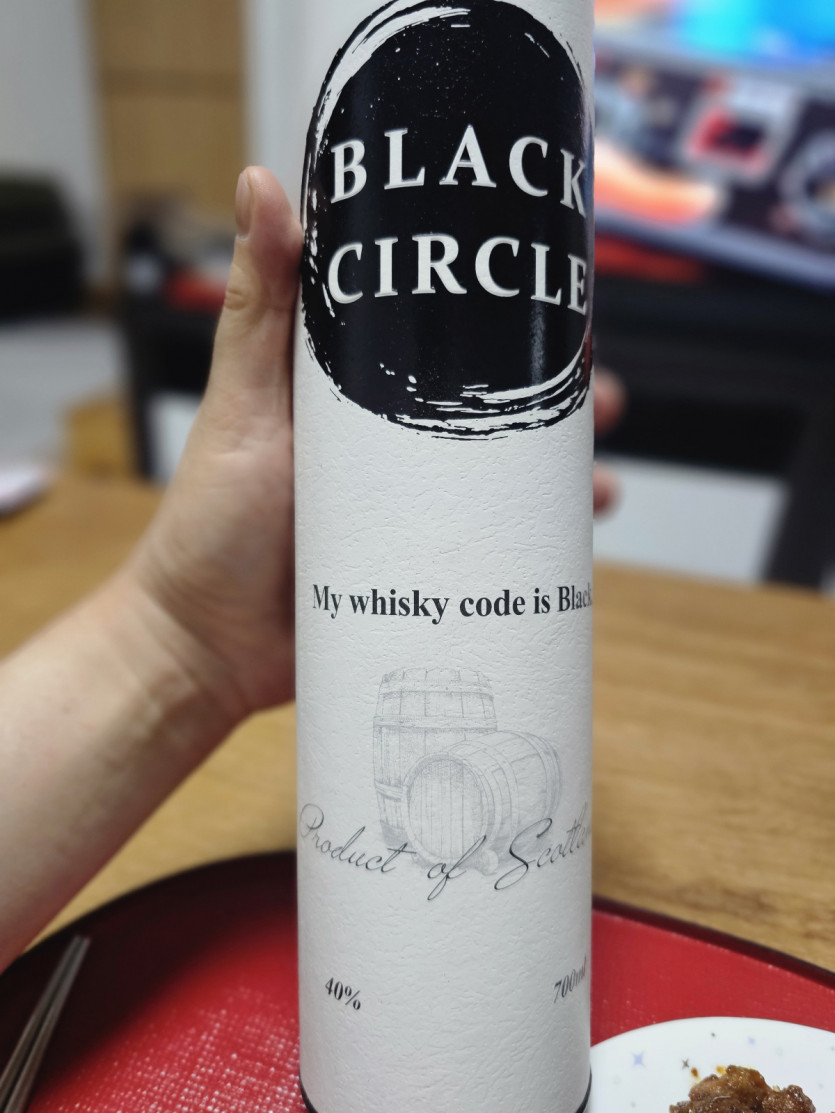 BLACK
CIRCLE
My whisky code is Black
Product of
40%
700ml